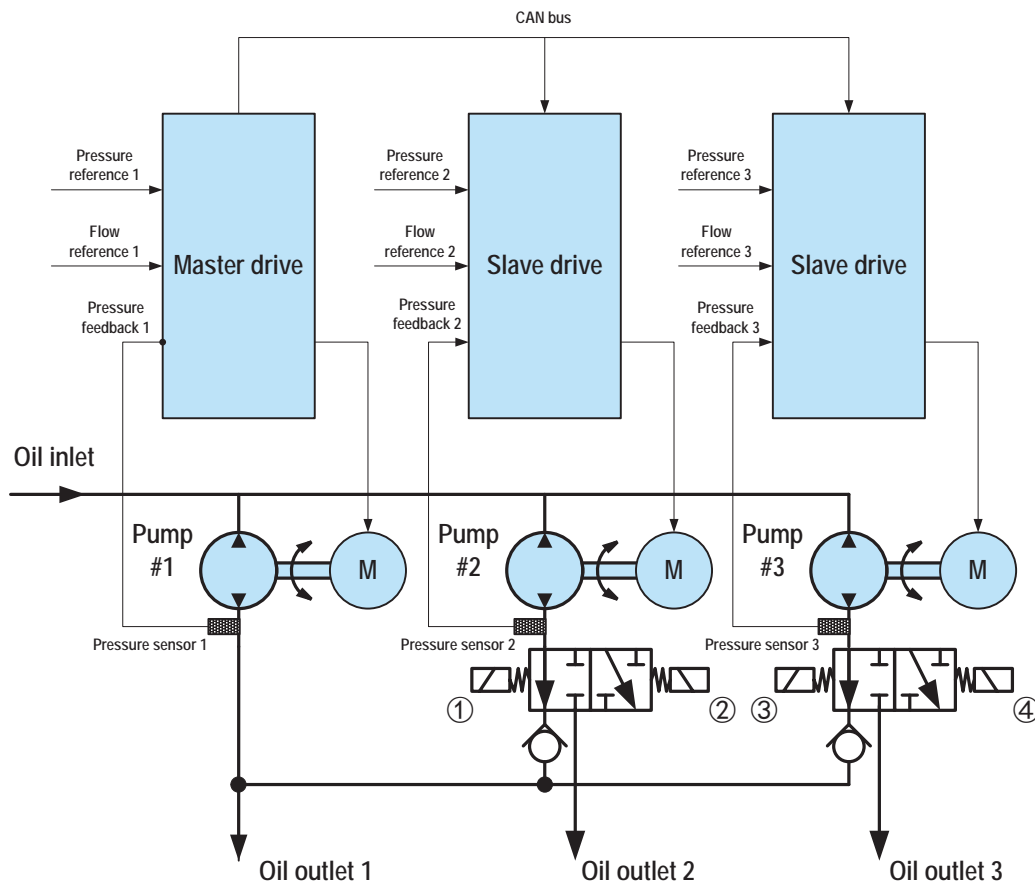 CAN bus
Pressure
reference 1
Flow
reference 1
Pressure
feedback 1
Master drive
Pressure
reference 2
Flow
reference 2
Pressure
feedback 2
Slave drive
Pressure
reference 3
Flow
reference 3
Pressure
feedback 3
Slave drive
Oil inlet
Pump
#1
M
Pump
#2
M
Pump
#3
M
Pressure sensor 1
Pressure sensor 2
Pressure sensor 3
①
②
③
④
Oil outlet 1
Oil outlet 2
Oil outlet 3